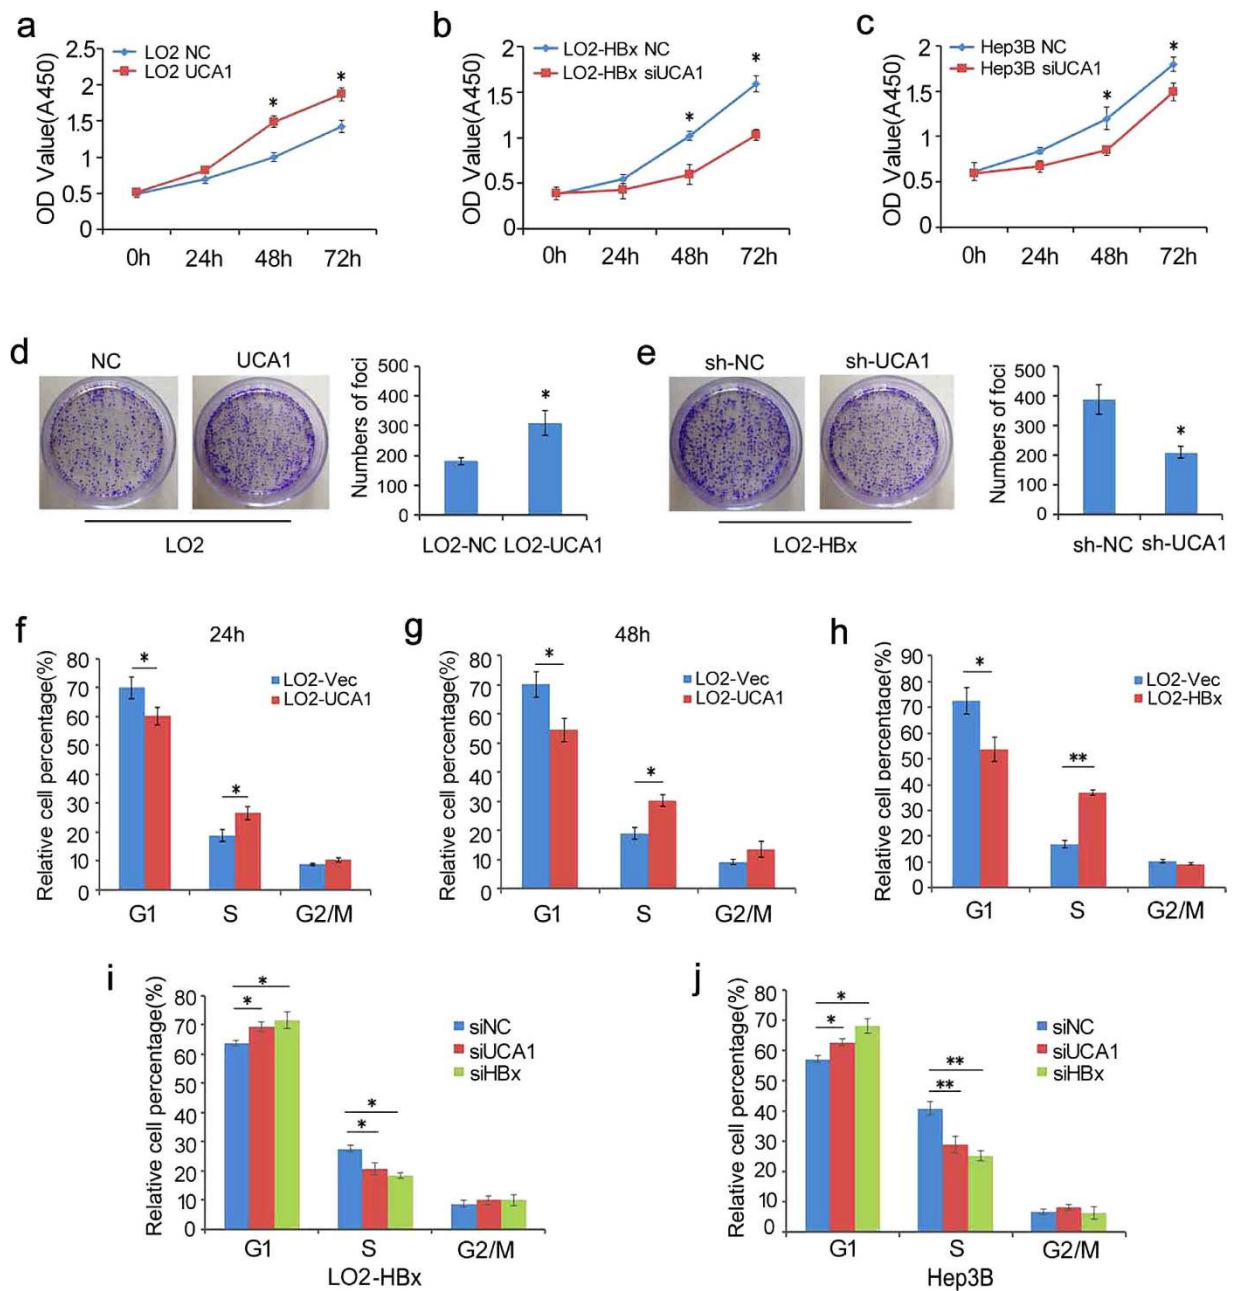 a
b
c
OD Value(A450)
2.5
2
1.5
1
0.5
0
LO2 NC
LO2 UCA1
*
*
0h 24h 48h 72h
OD Value(A450)
2
1.5
1
0.5
0
LO2-HBx NC
LO2-HBx siUCA1
*
*
0h 24h 48h 72h
OD Value(A450)
2
1.5
1
0.5
0
Hep3B NC
Hep3B siUCA1
*
*
0h 24h 48h 72h
d
NC UCA1
LO2
Numbers of foci
500
400
300
200
100
0
*
LO2-NC LO2-UCA1
e
sh-NC sh-UCA1
LO2-HBx
Numbers of foci
500
400
300
200
100
0
*
sh-NC sh-UCA1
f
24h
Relative cell percentage(%)
80
70
60
50
40
30
20
10
0
LO2-Vec
LO2-UCA1
*
*
G1 S G2/M
g
48h
Relative cell percentage(%)
80
70
60
50
40
30
20
10
0
LO2-Vec
LO2-UCA1
*
*
G1 S G2/M
h
Relative cell percentage(%)
90
80
70
60
50
40
30
20
10
0
LO2-Vec
LO2-HBx
*
**
G1 S G2/M
i
Relative cell percentage(%)
80
70
60
50
40
30
20
10
0
siNC
siUCA1
siHBx
*
*
*
*
G1 S G2/M
LO2-HBx
j
Relative cell percentage(%)
80
70
60
50
40
30
20
10
0
siNC
siUCA1
siHBx
*
*
**
**
G1 S G2/M
Hep3B